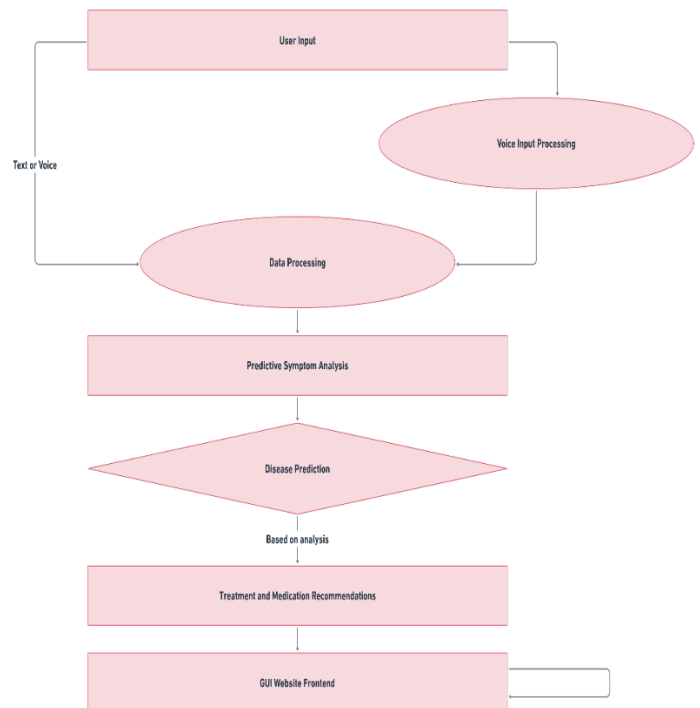 User Input
Voice Input Processing
Text or Voice
Data Processing
Predictive Symptom Analysis
Disease Prediction
Based on analysis
Treatment and Medication Recommendations
GUI Website Frontend